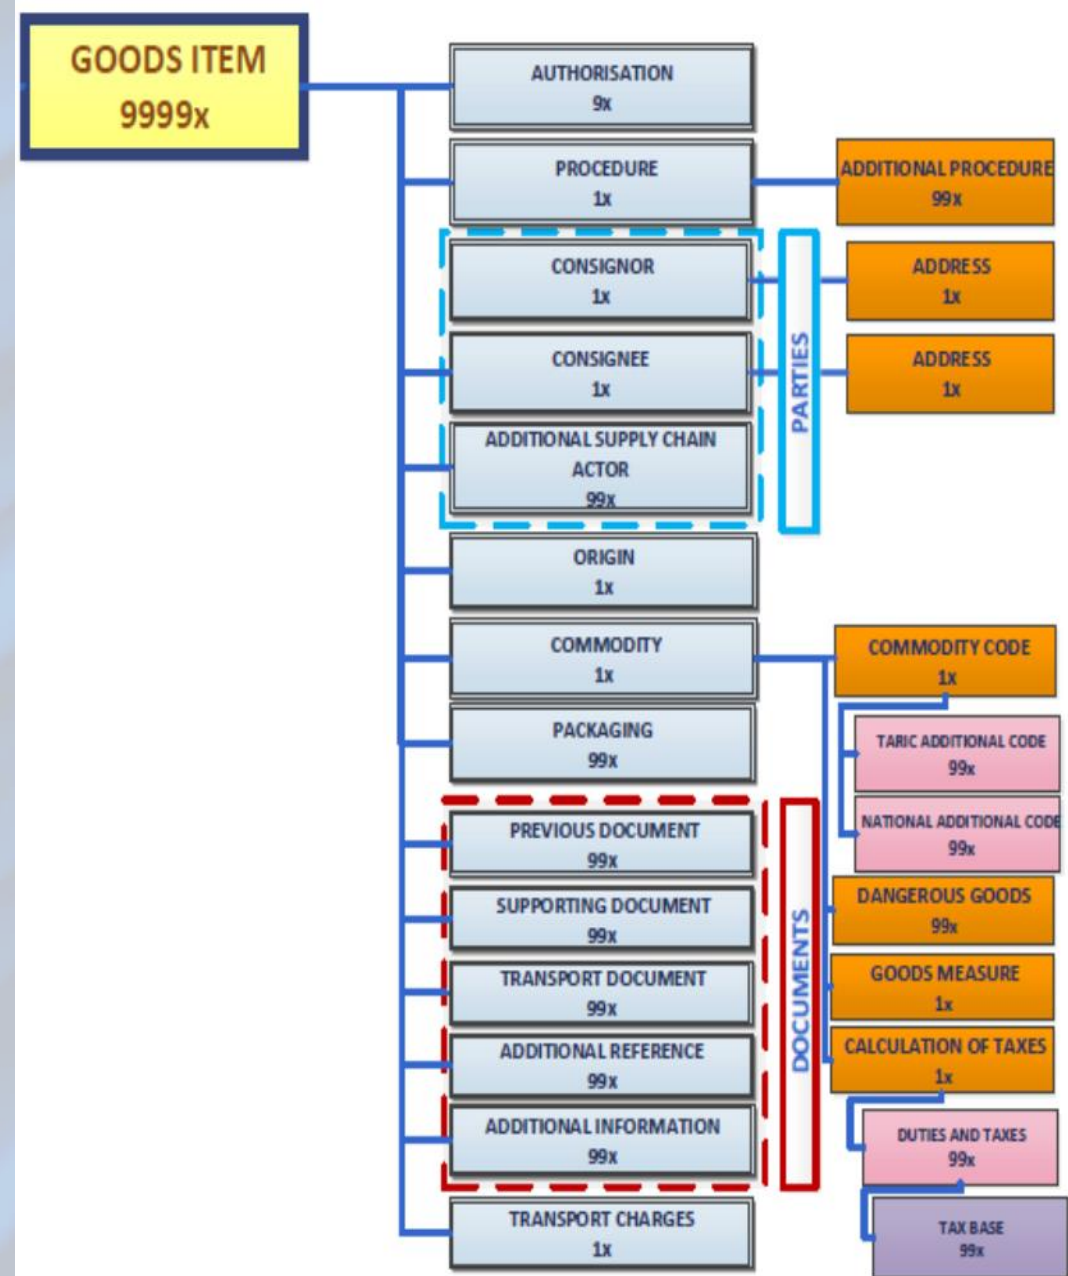 GOODS ITEM
9999x
AUTHORISATION
9x
PROCEDURE
1x
ADDITIONAL PROCEDURE
99x
CONSIGNOR
1x
ADDRESS
1x
CONSIGNEE
1x
ADDRESS
1x
ADDITIONAL SUPPLY CHAIN
ACTOR
99x
PARTIES
ORIGIN
1x
COMMODITY
1x
COMMODITY CODE
1x
TARIC ADDITIONAL CODE
99x
NATIONAL ADDITIONAL CODE
99x
DANGEROUS GOODS
99x
GOODS MEASURE
1x
CALCULATION OF TAXES
1x
DUTIES AND TAXES
99x
TAX BASE
99x
PACKAGING
99x
PREVIOUS DOCUMENT
99x
SUPPORTING DOCUMENT
99x
TRANSPORT DOCUMENT
99x
ADDITIONAL REFERENCE
99x
ADDITIONAL INFORMATION
99x
DOCUMENTS
TRANSPORT CHARGES
1x